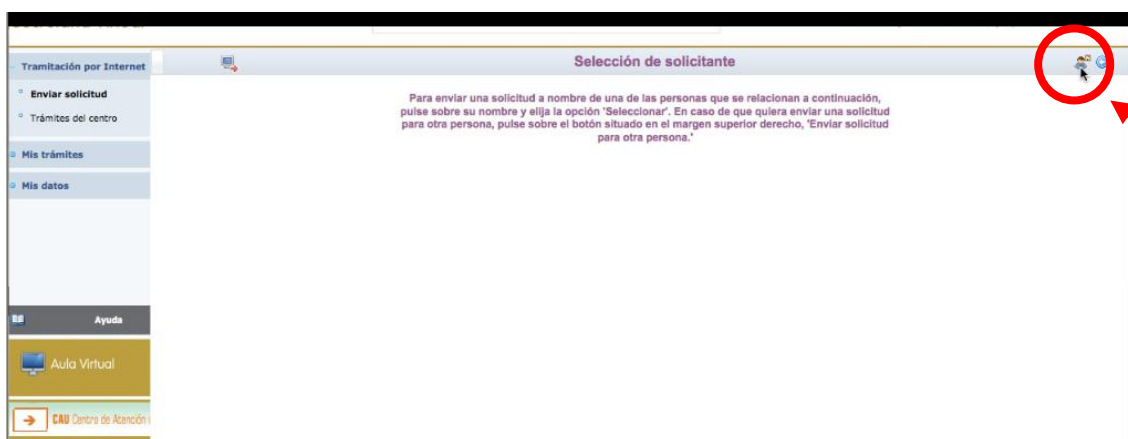 Tramitación por Internet
Selección de solicitante
Enviar solicitud
Trámites del centro
Mis trámites
Mis datos
Para enviar una solicitud a nombre de una de las personas que se relacionan a continuación,
pulse sobre su nombre y elija la opción 'Seleccionar'. En caso de que quiera enviar una solicitud
para otra persona, pulse sobre el botón situado en el margen superior derecho, 'Enviar solicitud
para otra persona.'
Ayuda
Aula Virtual
CAU Centro de Atención